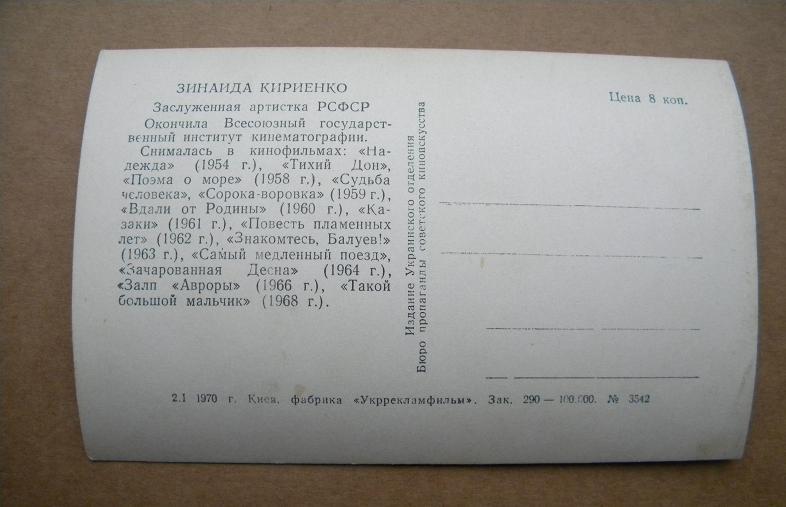 ЗИНАИДА КИРИЕНКО
Заслуженная артистка РСФСР
Окончила Всесоюзный государст-
венный институт кинематографии.
Снималась в кинофильмах: «На-
дежда» (1954 г.), «Тихий Дон»,
«Поэма о море» (1958 г.), «Судьба
человека», «Сорока-воровка» (1959 г.),
«Вдали от Родины» (1960 г.), «Ка-
заки» (1961 г.), «Повесть пламенных
лет» (1962 г.), «Знакомтесь, Балуев!»
(1963 г.), «Самый медленный поезд»,
«Зачарованная Десна» (1964 г.),
«Залп «Авроры» (1966 г.), «Такой
большой мальчик» (1968 г.).
Издание Украинского отделения
Бюро пропаганды советского киноискусства
Цена 8 коп.
2.1 1970 г. Киев, фабрика «Укррекламфильм». Зак. 290 — 100.000. № 3542